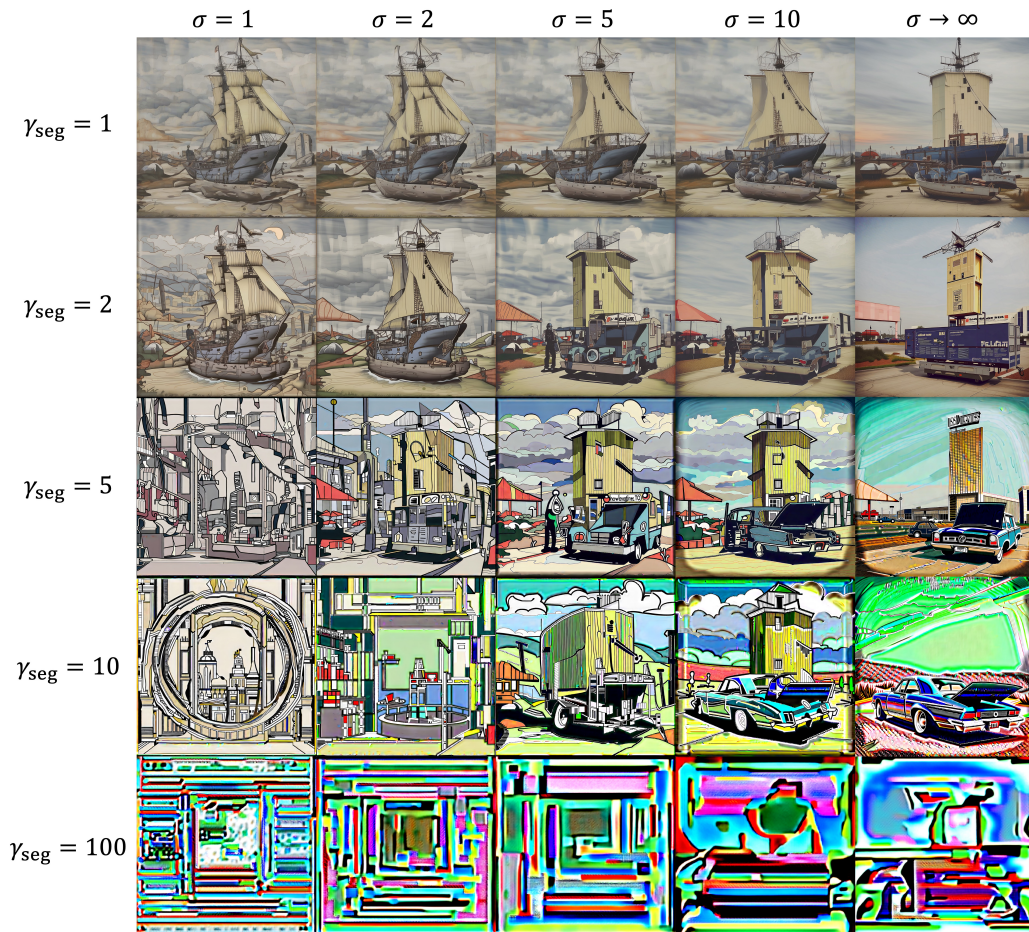 σ = 1 σ = 2 σ = 5 σ = 10 σ → ∞
γseg = 1
γseg = 2
γseg = 5
γseg = 10
γseg = 100